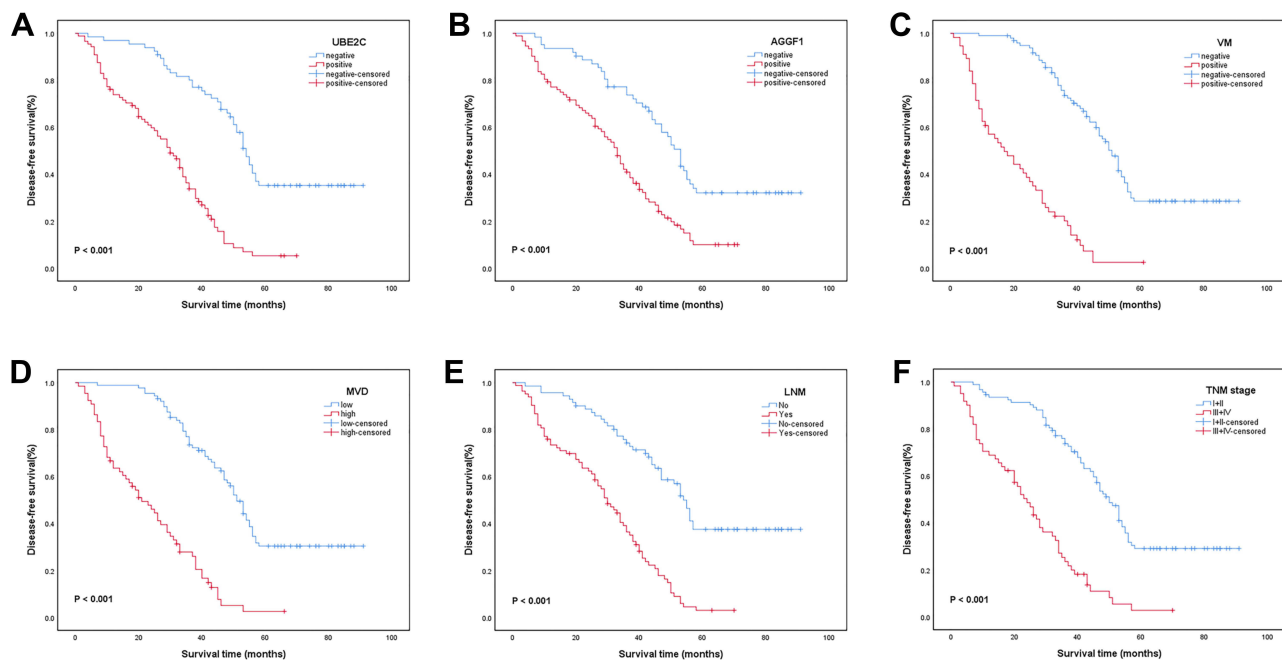 A
UBE2C
negative
positive
negative-censored
positive-censored
Disease-free survival(%)
1.0
0.8
0.6
0.4
0.2
0.0
P < 0.001
0 20 40 60 80 100
Survival time (months)
B
AGGF1
negative
positive
negative-censored
positive-censored
Disease-free survival(%)
1.0
0.8
0.6
0.4
0.2
0.0
P < 0.001
0 20 40 60 80 100
Survival time (months)
C
VM
negative
positive
negative-censored
positive-censored
Disease-free survival(%)
1.0
0.8
0.6
0.4
0.2
0.0
P < 0.001
0 20 40 60 80 100
Survival time (months)
D
MVD
low
high
low-censored
high-censored
Disease-free survival(%)
1.0
0.8
0.6
0.4
0.2
0.0
P < 0.001
0 20 40 60 80 100
Survival time (months)
E
LNM
No
Yes
No-censored
Yes-censored
Disease-free survival(%)
1.0
0.8
0.6
0.4
0.2
0.0
P < 0.001
0 20 40 60 80 100
Survival time (months)
F
TNM stage
I+II
III+IV
I+II-censored
III+IV-censored
Disease-free survival(%)
1.0
0.8
0.6
0.4
0.2
0.0
P < 0.001
0 20 40 60 80 100
Survival time (months)